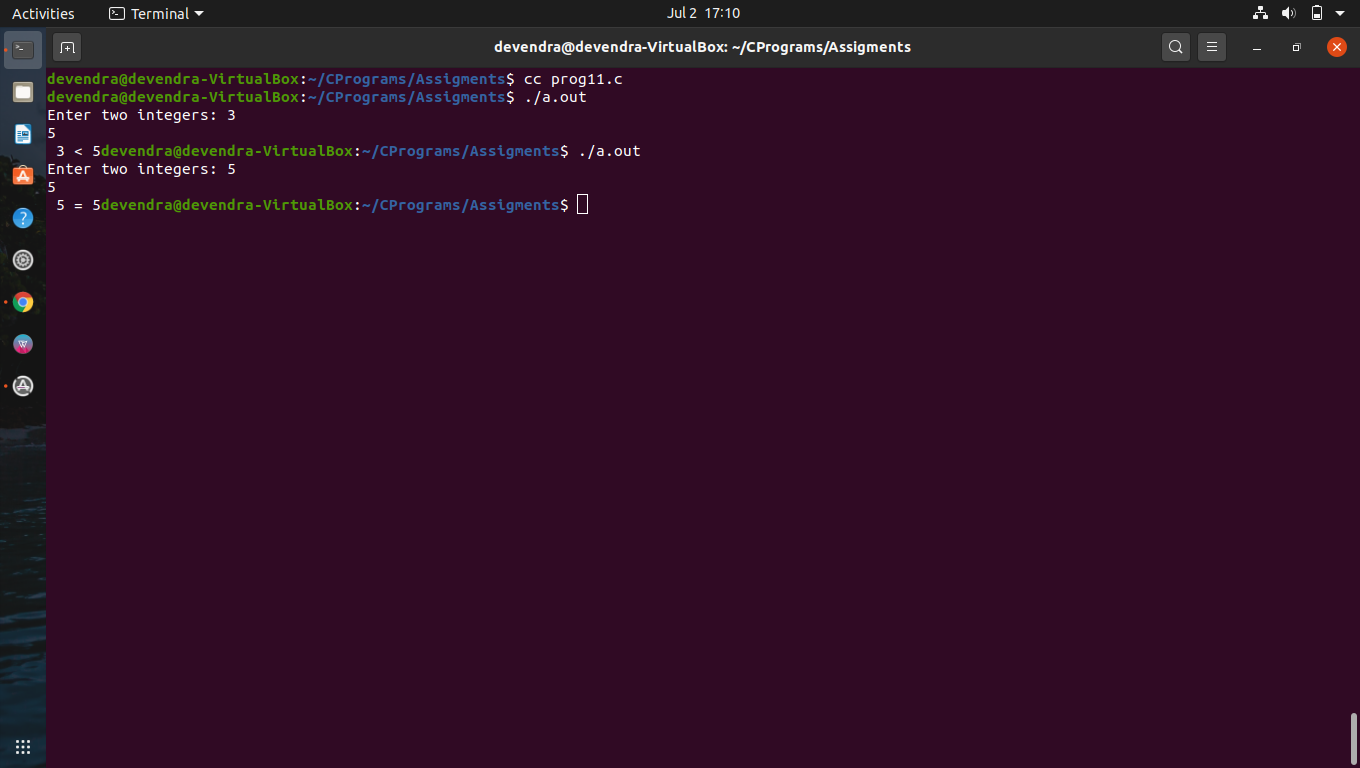 Activities Terminal Jul 2 17:10
devendra@devendra-VirtualBox: ~/CPrograms/Assigments
devendra@devendra-VirtualBox:~/CPrograms/Assigments$ cc prog11.c
devendra@devendra-VirtualBox:~/CPrograms/Assigments$ ./a.out
Enter two integers: 3
5
 3 < 5devendra@devendra-VirtualBox:~/CPrograms/Assigments$ ./a.out
Enter two integers: 5
5
 5 = 5devendra@devendra-VirtualBox:~/CPrograms/Assigments$